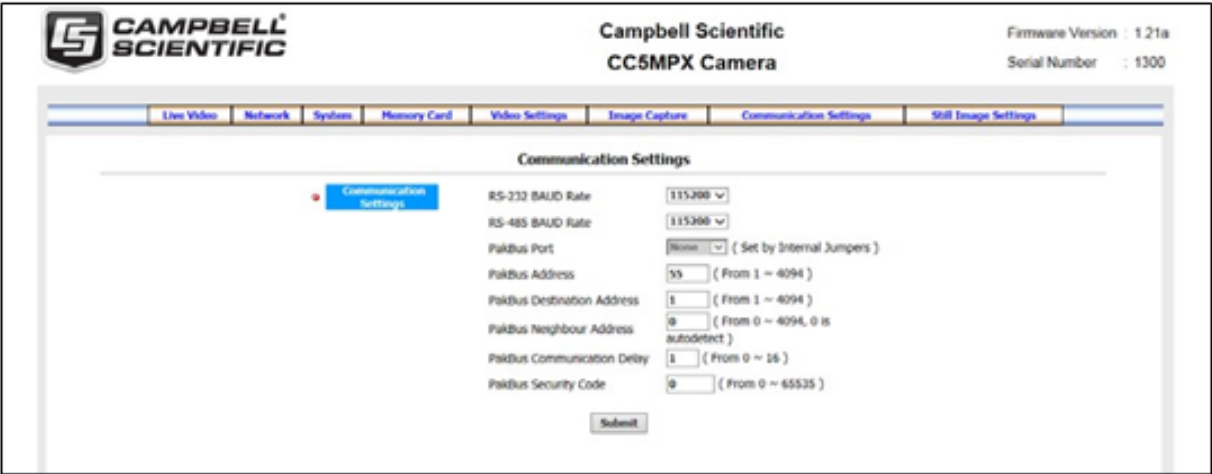 CAMPBELL
SCIENTIFIC
Campbell Scientific
CC5MPX Camera
Firmware Version : 1.21a
Serial Number : 1300
Live Video Network System Memory Card Video Settings Image Capture Communication Settings Still Image Settings
Communication Settings
Communication
Settings
RS-232 BAUD Rate 115200
RS-485 BAUD Rate 115200
PakBus Port None ( Set by Internal Jumpers )
PakBus Address 55 ( From 1 ~ 4094 )
PakBus Destination Address 1 ( From 1 ~ 4094 )
PakBus Neighbour Address 0 ( From 0 ~ 4094, 0 is
autodetect )
PakBus Communication Delay 1 ( From 0 ~ 16 )
PakBus Security Code 0 ( From 0 ~ 65535 )
Submit